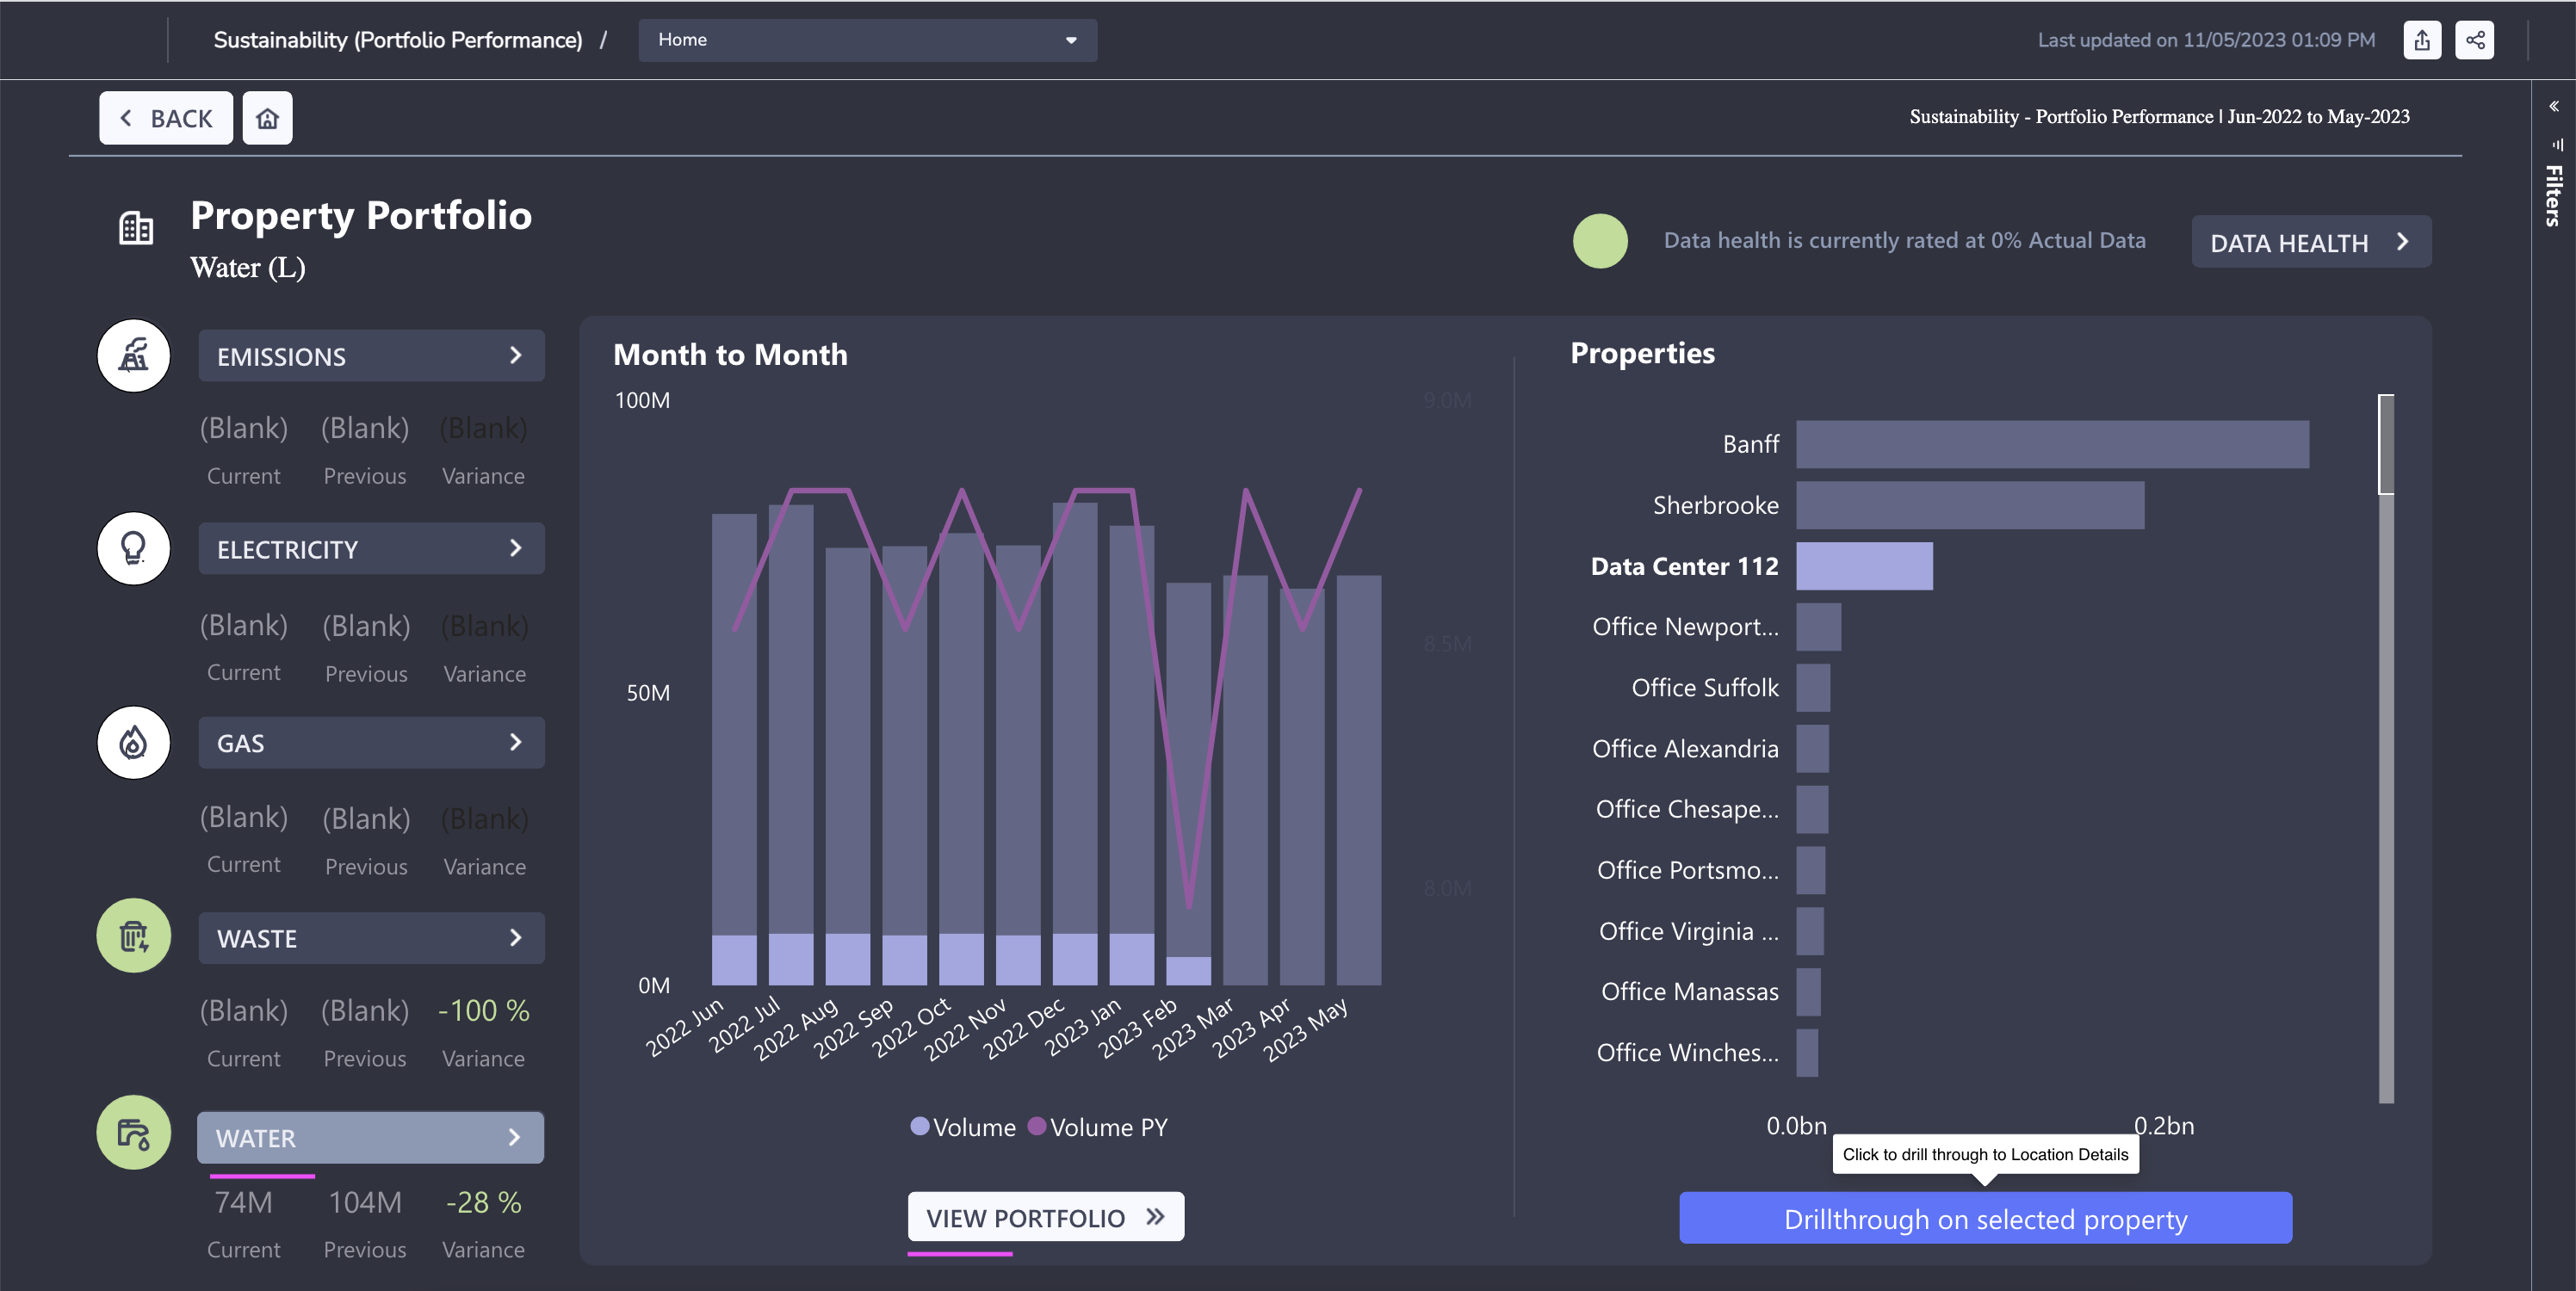 Sustainability (Portfolio Performance) / Home
Last updated on 11/05/2023 01:09 PM
BACK
Sustainability - Portfolio Performance | Jun-2022 to May-2023
Filters
Property Portfolio
Water (L)
Data health is currently rated at 0% Actual Data
DATA HEALTH
EMISSIONS
(Blank) (Blank) (Blank)
Current Previous Variance
ELECTRICITY
(Blank) (Blank) (Blank)
Current Previous Variance
GAS
(Blank) (Blank) (Blank)
Current Previous Variance
WASTE
(Blank) (Blank) -100 %
Current Previous Variance
WATER
74M 104M -28 %
Current Previous Variance
Month to Month
100M
50M
0M
9.0M
8.5M
8.0M
2022 Jun
2022 Jul
2022 Aug
2022 Sep
2022 Oct
2022 Nov
2022 Dec
2023 Jan
2023 Feb
2023 Mar
2023 Apr
2023 May
Volume Volume PY
VIEW PORTFOLIO
Properties
Banff
Sherbrooke
Data Center 112
Office Newport...
Office Suffolk
Office Alexandria
Office Chesape...
Office Portsmo...
Office Virginia ...
Office Manassas
Office Winches...
0.0bn 0.2bn
Click to drill through to Location Details
Drillthrough on selected property